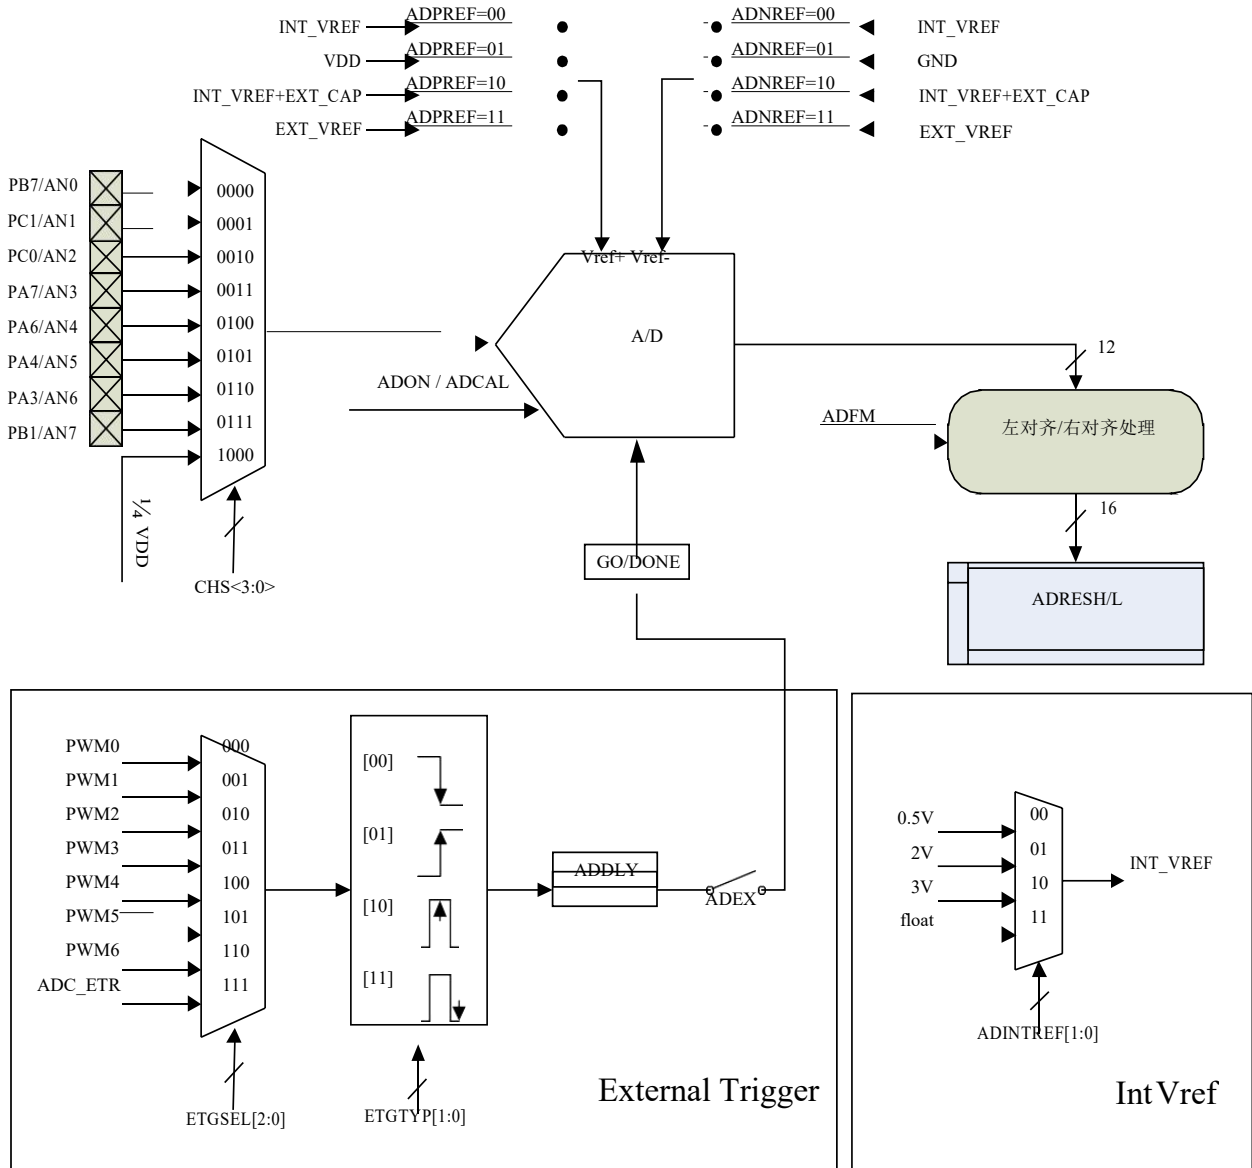 INT_VREF ADPREF=00 ADNREF=00 INT_VREF
VDD ADPREF=01 ADNREF=01 GND
INT_VREF+EXT_CAP ADPREF=10 ADNREF=10 INT_VREF+EXT_CAP
EXT_VREF ADPREF=11 ADNREF=11 EXT_VREF
PB7/AN0 0000
PC1/AN1 0001
PC0/AN2 0010
PA7/AN3 0011
PA6/AN4 0100
PA4/AN5 0101
PA3/AN6 0110
PB1/AN7 0111
1000
¼ VDD
CHS<3:0>
Vref+ Vref-
A/D
ADON / ADCAL
12
ADFM
左对齐/右对齐处理
16
GO/DONE
ADRESH/L
PWM0 000
PWM1 001
PWM2 010
PWM3 011
PWM4 100
PWM5 101
PWM6 110
ADC_ETR 111
ETGSEL[2:0]
[00]
[01]
[10]
[11]
ETGTYP[1:0]
ADDLY
ADEX
External Trigger
0.5V 00
2V 01
3V 10
float 11
INT_VREF
ADINTREF[1:0]
Int Vref